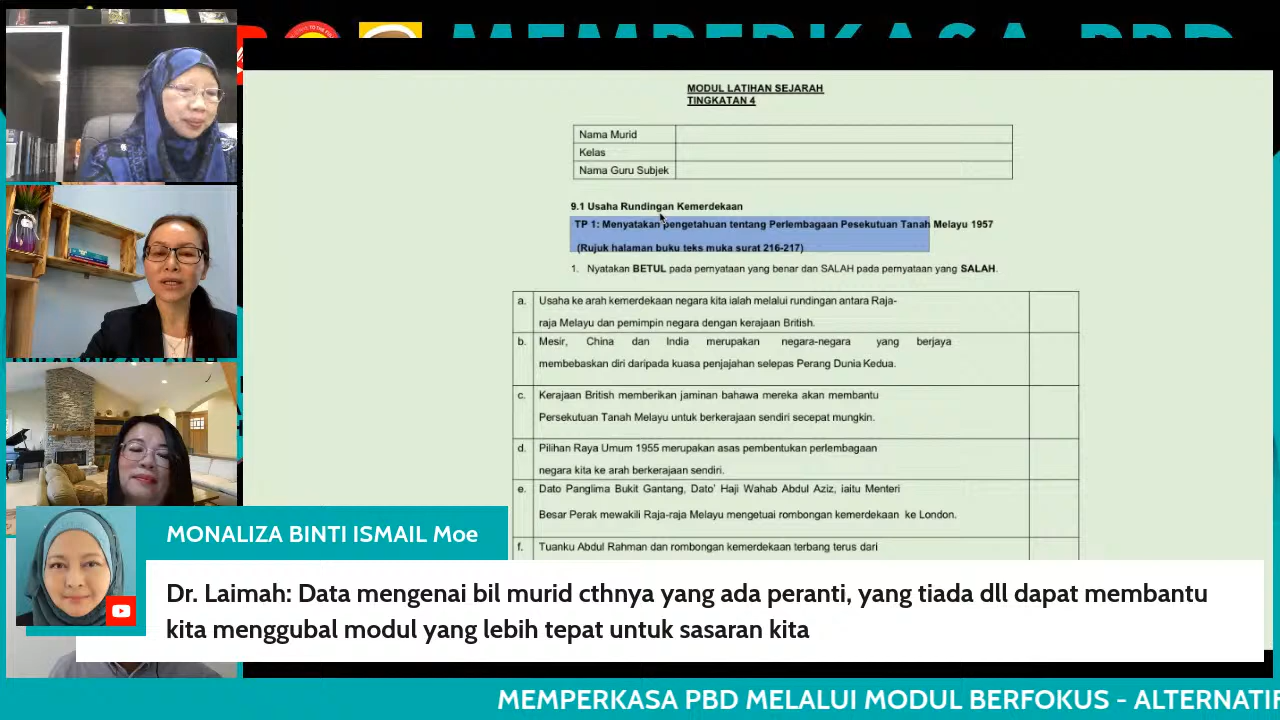 MEMPERKASA PBD
MODUL LATIHAN SEJARAH
TINGKATAN 4
Nama Murid
Kelas
Nama Guru Subjek
9.1 Usaha Rundingan Kemerdekaan
TP 1: Menyatakan pengetahuan tentang Perlembagaan Pesekutuan Tanah Melayu 1957
(Rujuk halaman buku teks muka surat 216-217)
1. Nyatakan BETUL pada pernyataan yang benar dan SALAH pada pernyataan yang SALAH.
a. Usaha ke arah kemerdekaan negara kita ialah melalui rundingan antara Raja-
raja Melayu dan pemimpin negara dengan kerajaan British.
b. Mesir, China dan India merupakan negara-negara yang berjaya
membebaskan diri daripada kuasa penjajahan selepas Perang Dunia Kedua.
c. Kerajaan British memberikan jaminan bahawa mereka akan membantu
Persekutuan Tanah Melayu untuk berkerajaan sendiri secepat mungkin.
d. Pilihan Raya Umum 1955 merupakan asas pembentukan perlembagaan
negara kita ke arah berkerajaan sendiri.
e. Dato Panglima Bukit Gantang, Dato' Haji Wahab Abdul Aziz, iaitu Menteri
Besar Perak mewakili Raja-raja Melayu mengetuai rombongan kemerdekaan ke London.
f. Tuanku Abdul Rahman dan rombongan kemerdekaan terbang terus dari
MONALIZA BINTI ISMAIL Moe
Dr. Laimah: Data mengenai bil murid cthnya yang ada peranti, yang tiada dll dapat membantu
kita menggubal modul yang lebih tepat untuk sasaran kita
MEMPERKASA PBD MELALUI MODUL BERFOKUS - ALTERNATIF